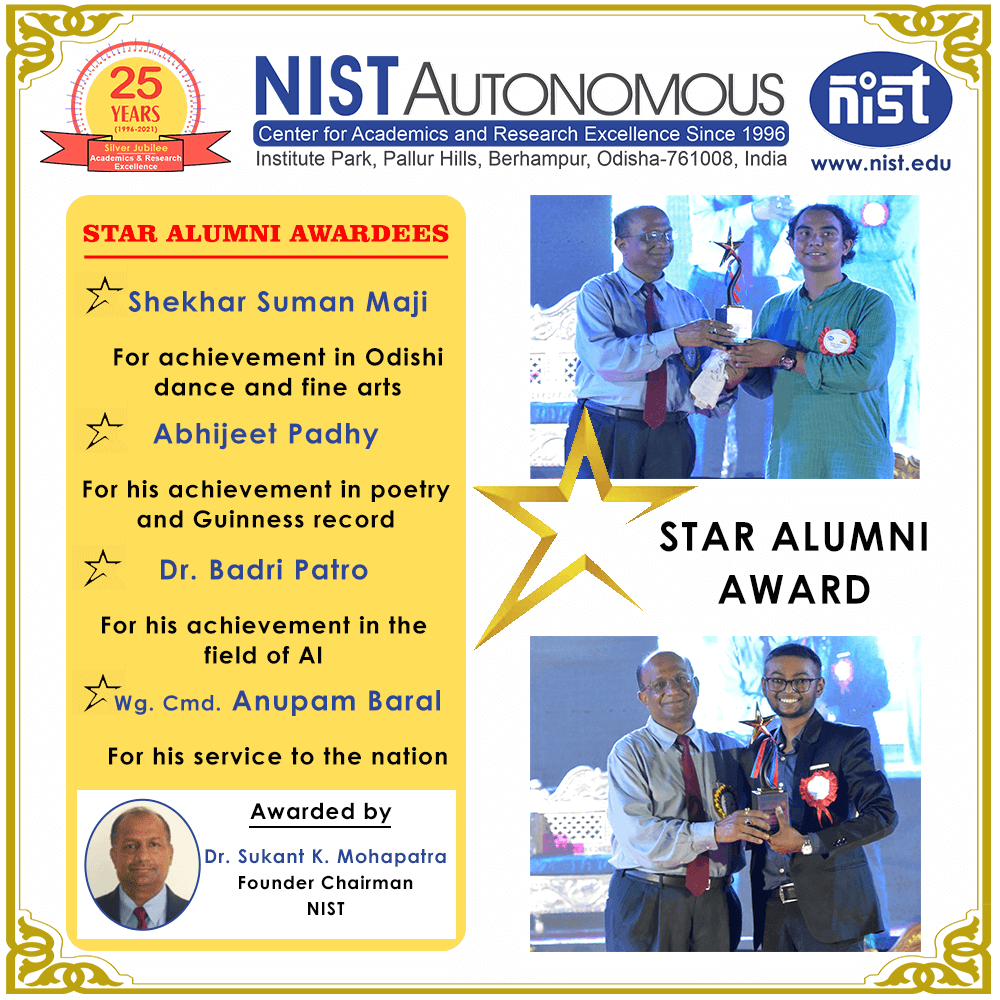 25
YEARS
(1996-2021)
Silver Jubilee
Academics & Research
Excellence
NIST AUTONOMOUS
Center for Academics and Research Excellence Since 1996
Institute Park, Pallur Hills, Berhampur, Odisha-761008, India
nist
www.nist.edu
STAR ALUMNI AWARDEES
Shekhar Suman Maji
For achievement in Odishi
dance and fine arts
Abhijeet Padhy
For his achievement in poetry
and Guinness record
Dr. Badri Patro
For his achievement in the
field of AI
Wg. Cmd. Anupam Baral
For his service to the nation
Awarded by
Dr. Sukant K. Mohapatra
Founder Chairman
NIST
STAR ALUMNI
AWARD